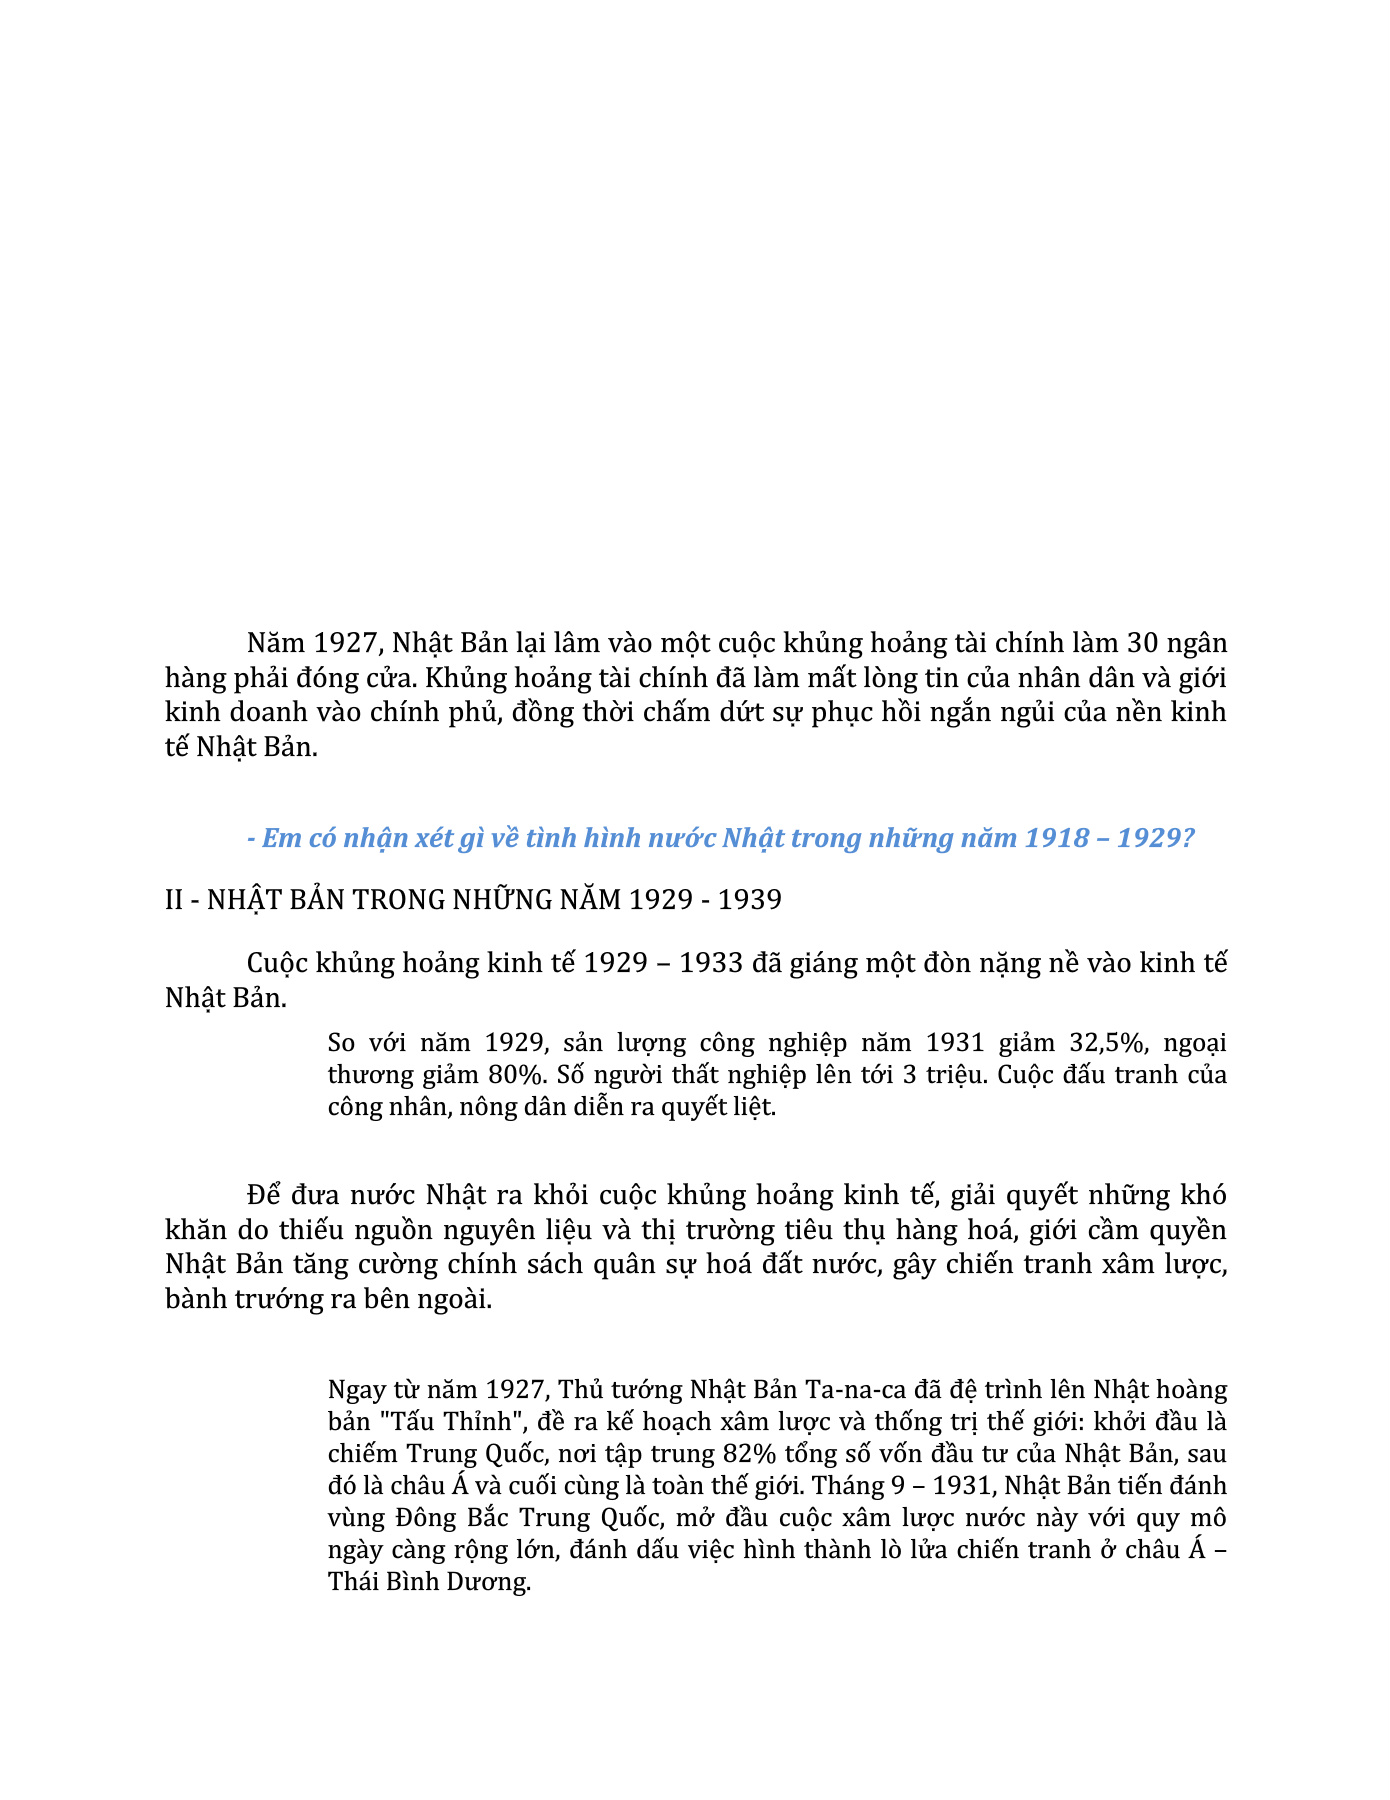 Năm 1927, Nhật Bản lại lâm vào một cuộc khủng hoảng tài chính làm 30 ngân
hàng phải đóng cửa. Khủng hoảng tài chính đã làm mất lòng tin của nhân dân và giới
kinh doanh vào chính phủ, đồng thời chấm dứt sự phục hồi ngắn ngủi của nền kinh
tế Nhật Bản.
- Em có nhận xét gì về tình hình nước Nhật trong những năm 1918 – 1929?
II - NHẬT BẢN TRONG NHỮNG NĂM 1929 - 1939
Cuộc khủng hoảng kinh tế 1929 – 1933 đã giáng một đòn nặng nề vào kinh tế
Nhật Bản.
So với năm 1929, sản lượng công nghiệp năm 1931 giảm 32,5%, ngoại
thương giảm 80%. Số người thất nghiệp lên tới 3 triệu. Cuộc đấu tranh của
công nhân, nông dân diễn ra quyết liệt.
Để đưa nước Nhật ra khỏi cuộc khủng hoảng kinh tế, giải quyết những khó
khăn do thiếu nguồn nguyên liệu và thị trường tiêu thụ hàng hoá, giới cầm quyền
Nhật Bản tăng cường chính sách quân sự hoá đất nước, gây chiến tranh xâm lược,
bành trướng ra bên ngoài.
Ngay từ năm 1927, Thủ tướng Nhật Bản Ta-na-ca đã đệ trình lên Nhật hoàng
bản "Tấu Thỉnh", đề ra kế hoạch xâm lược và thống trị thế giới: khởi đầu là
chiếm Trung Quốc, nơi tập trung 82% tổng số vốn đầu tư của Nhật Bản, sau
đó là châu Á và cuối cùng là toàn thế giới. Tháng 9 – 1931, Nhật Bản tiến đánh
vùng Đông Bắc Trung Quốc, mở đầu cuộc xâm lược nước này với quy mô
ngày càng rộng lớn, đánh dấu việc hình thành lò lửa chiến tranh ở châu Á –
Thái Bình Dương.